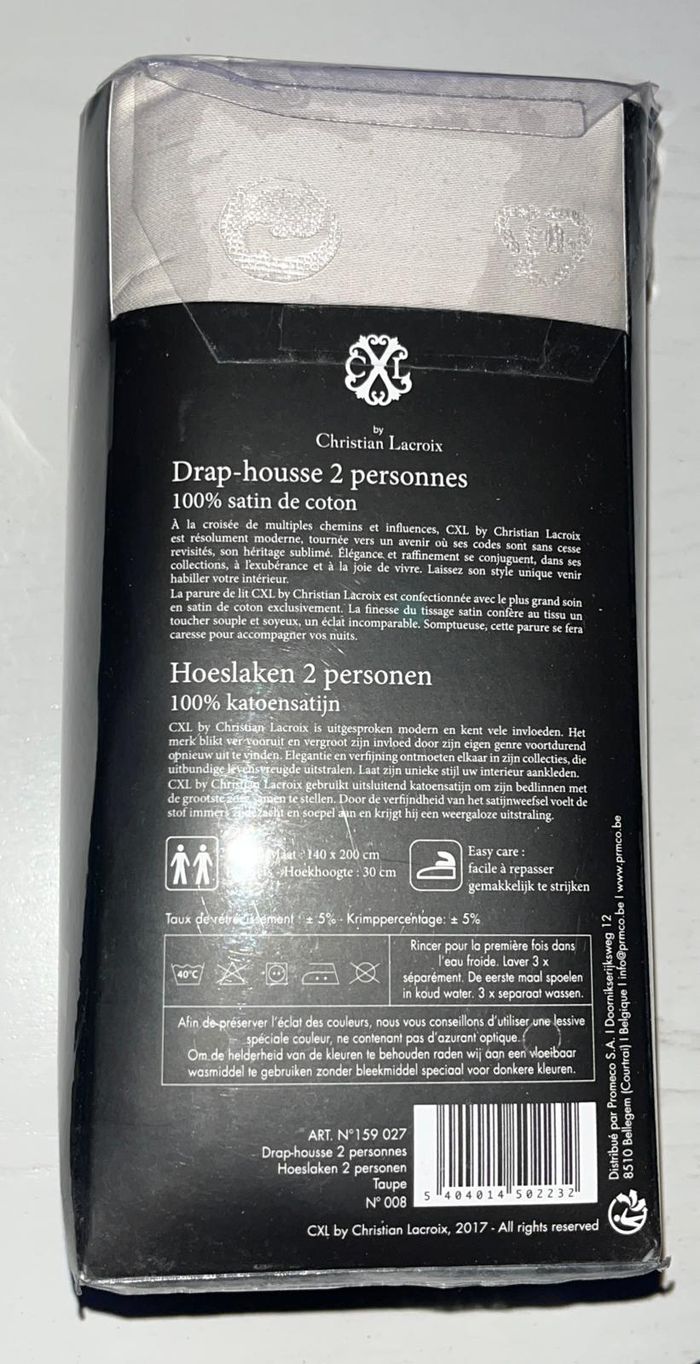 CXL
by
Christian Lacroix
Drap-housse 2 personnes
100% satin de coton
À la croisée de multiples chemins et influences, CXL by Christian Lacroix
est résolument moderne, tournée vers un avenir où ses codes sont sans cesse
revisités, son héritage sublimé. Élégance et raffinement se conjuguent, dans ses
collections, à l'exubérance et à la joie de vivre. Laissez son style unique venir
habiller votre intérieur.
La parure de lit CXL by Christian Lacroix est confectionnée avec le plus grand soin
en satin de coton exclusivement. La finesse du tissage satin confère au tissu un
toucher souple et soyeux, un éclat incomparable. Somptueuse, cette parure se fera
caresse pour accompagner vos nuits.
Hoeslaken 2 personen
100% katoensatijn
CXL by Christian Lacroix is uitgesproken modern en kent vele invloeden. Het
merk blikt ver vooruit en vergroot zijn invloed door zijn eigen genre voortdurend
opnieuw uit te vinden. Elegantie en verfijning ontmoeten elkaar in zijn collecties, die
uitbundige levensvreugde uitstralen. Laat zijn unieke stijl uw interieur aankleden.
CXL by Christian Lacroix gebruikt uitsluitend katoensatijn om zijn bedlinnen met
de grootste zorg samen te stellen. Door de verfijndheid van het satijnweefsel voelt de
stof immers zijdezacht en soepel aan en krijgt hij een weergaloze uitstraling.
Maat : 140 x 200 cm
Hoekhoogte : 30 cm
Easy care :
facile à repasser
gemakkelijk te strijken
Taux de rétrécissement : ± 5% - Krimppercentage: ± 5%
40°C
Rincer pour la première fois dans
l'eau froide. Laver 3 x
séparément. De eerste maal spoelen
in koud water. 3 x separaat wassen.
Afin de préserver l'éclat des couleurs, nous vous conseillons d'utiliser une lessive
spéciale couleur, ne contenant pas d'azurant optique.
Om de helderheid van de kleuren te behouden raden wij aan een vloeibaar
wasmiddel te gebruiken zonder bleekmiddel speciaal voor donkere kleuren.
ART. N°159 027
Drap-housse 2 personnes
Hoeslaken 2 personen
Taupe
N° 008
5 404014 502232
CXL by Christian Lacroix, 2017 - All rights reserved
Distribué par Promeco S.A. I Doornikserijksweg 12
8510 Bellegem (Courtrai) I Belgique I info@prmco.be I www.prmco.be